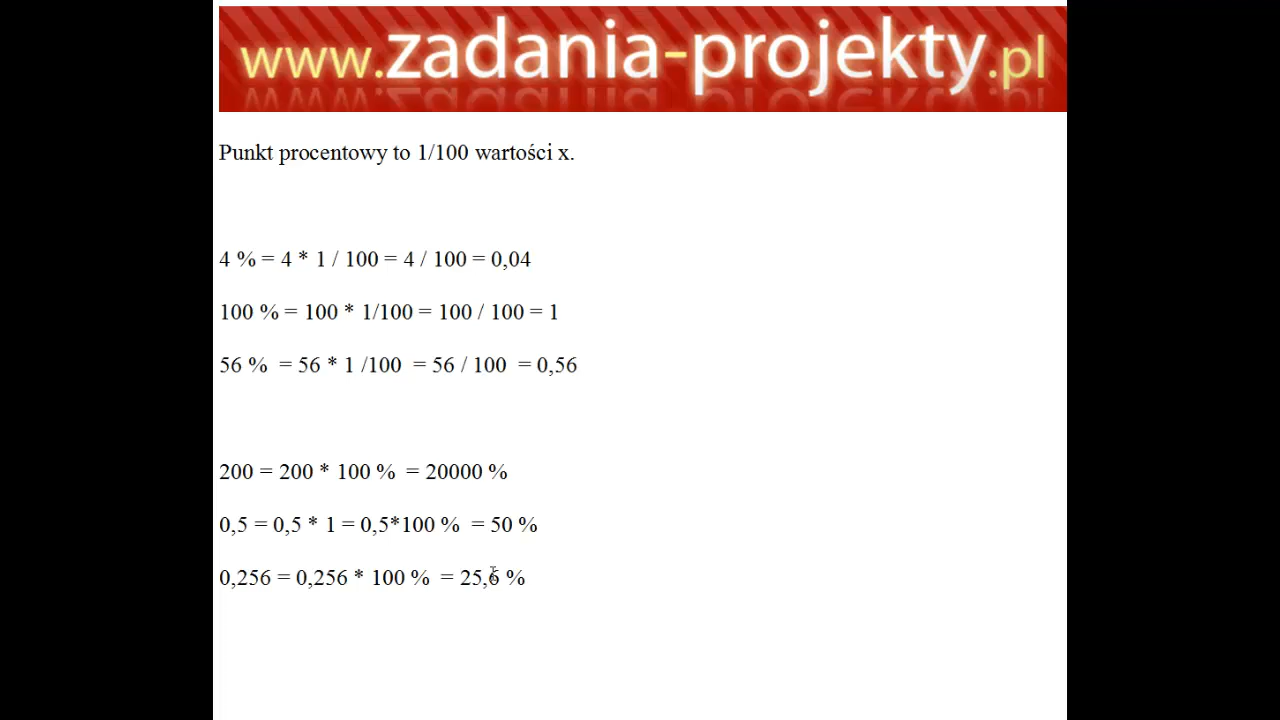 www.zadania-projekty.pl
Punkt procentowy to 1/100 wartości x.
4 % = 4 * 1 / 100 = 4 / 100 = 0,04
100 % = 100 * 1/100 = 100 / 100 = 1
56 %  = 56 * 1 /100  = 56 / 100  = 0,56
200 = 200 * 100 %  = 20000 %
0,5 = 0,5 * 1 = 0,5*100 %  = 50 %
0,256 = 0,256 * 100 %  = 25,6 %